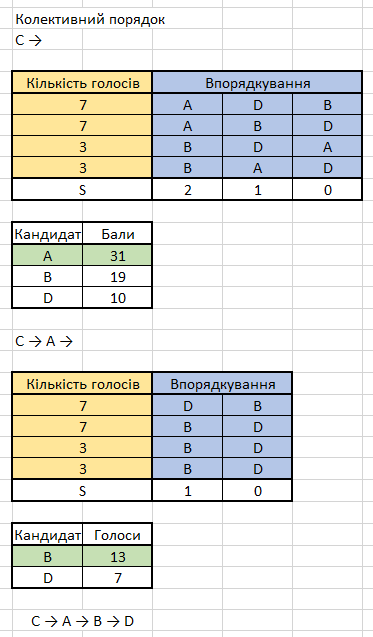 Колективний порядок
C →
Кількість голосів Впорядкування
7 A D B
7 A B D
3 B D A
3 B A D
S 2 1 0
Кандидат Бали
A 31
B 19
D 10
C → A →
Кількість голосів Впорядкування
7 D B
7 B D
3 B D
3 B D
S 1 0
Кандидат Голоси
B 13
D 7
C → A → B → D